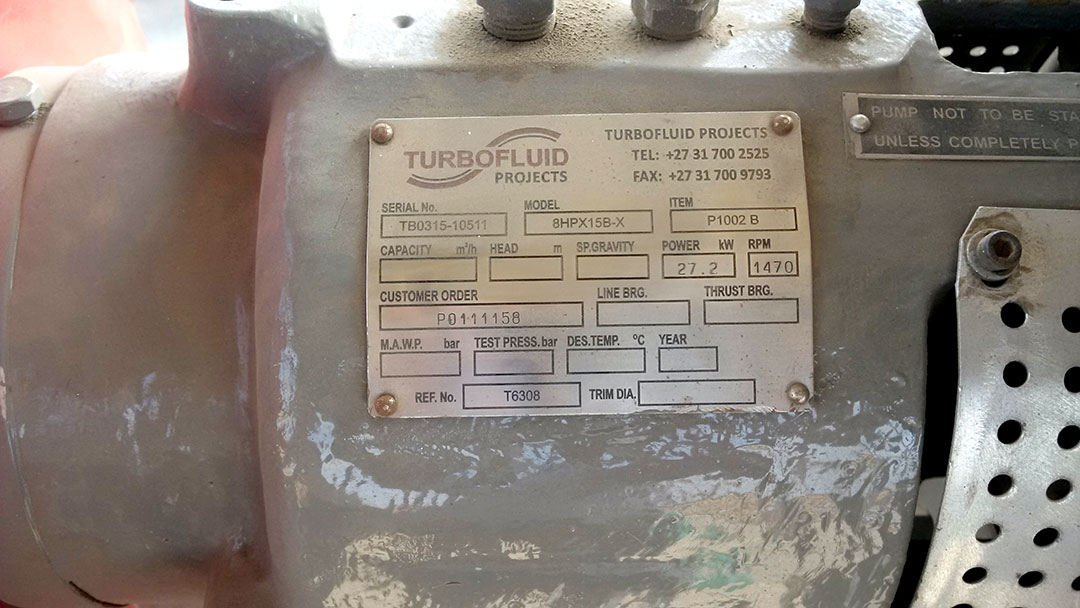 TURBOFLUID
PROJECTS
TURBOFLUID PROJECTS
TEL: +27 31 700 2525
FAX: +27 31 700 9793
SERIAL No. MODEL ITEM
TB0315-10511 8HPX15B-X P1002 B
CAPACITY m³/h HEAD m SP.GRAVITY POWER kW RPM
27.2 1470
CUSTOMER ORDER LINE BRG. THRUST BRG.
P0111158
M.A.W.P. bar TEST PRESS. bar DES.TEMP. ºC YEAR
REF. No. T6308 TRIM DIA.
PUMP NOT TO BE STA
UNLESS COMPLETELY P